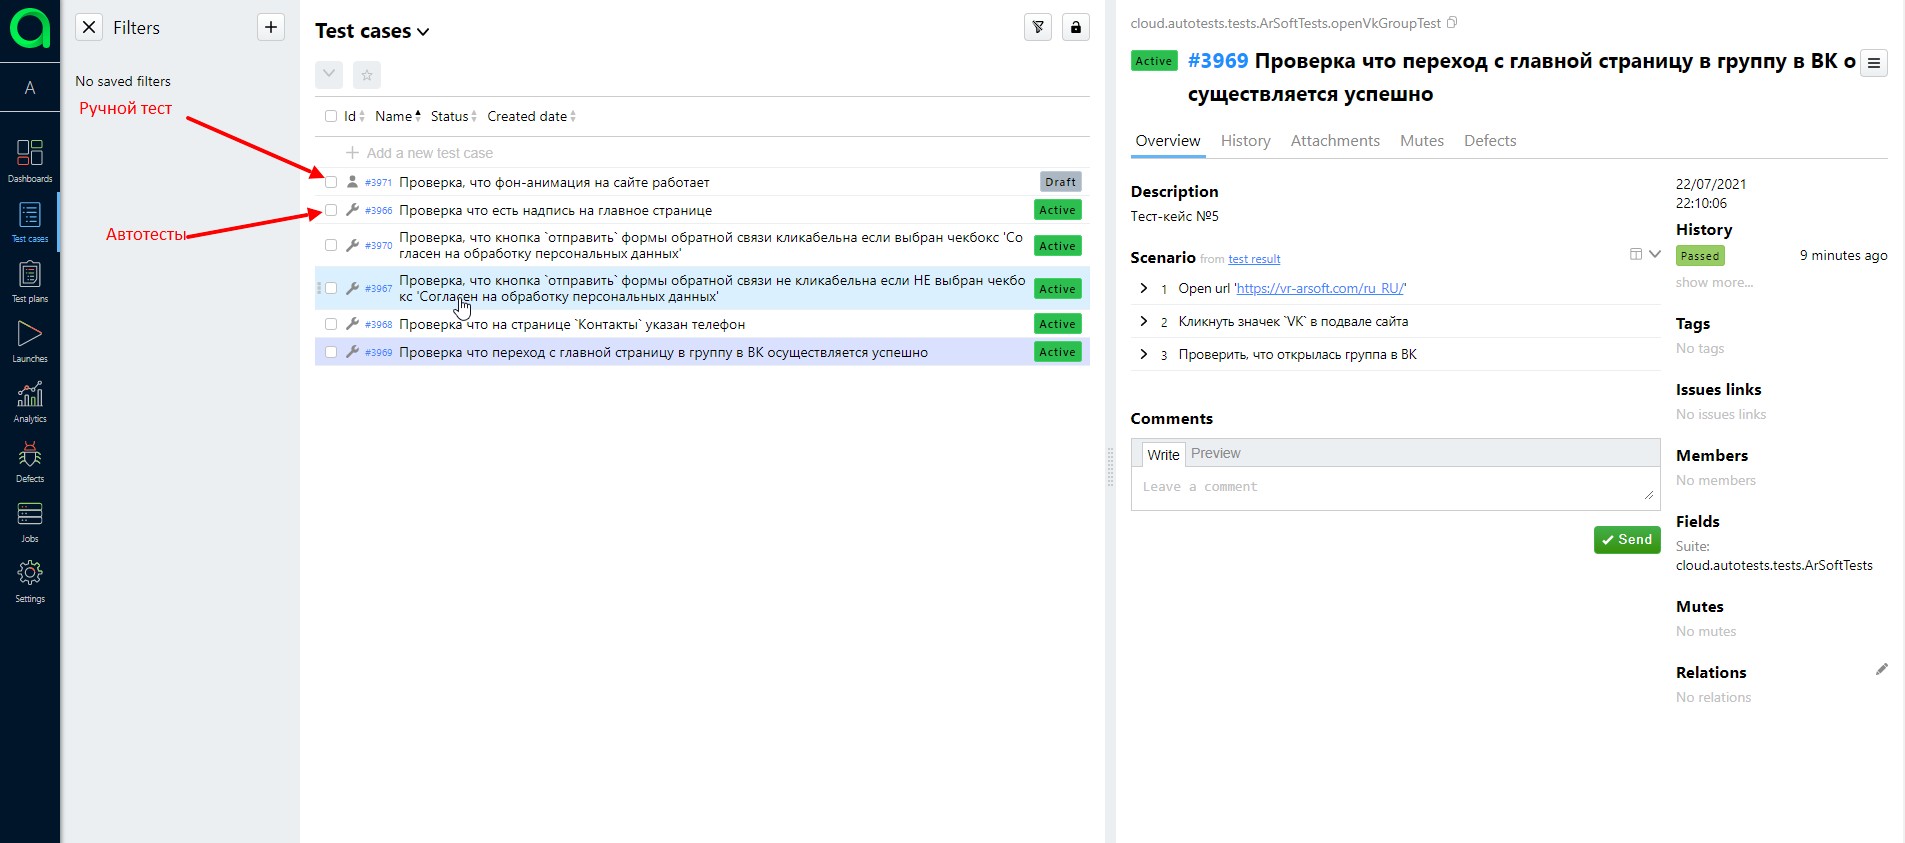 A
Dashboards
Test cases
Test plans
Launches
Analytics
Defects
Jobs
Settings
Filters
No saved filters
Ручной тест
Автотесты
Test cases
Id Name Status Created date
Add a new test case
#3971 Проверка, что фон-анимация на сайте работает Draft
#3966 Проверка что есть надпись на главное странице Active
#3970 Проверка, что кнопка `отправить` формы обратной связи кликабельна если выбран чекбокс 'Со
гласен на обработку персональных данных' Active
#3967 Проверка, что кнопка `отправить` формы обратной связи не кликабельна если НЕ выбран чекбо
кс 'Согласен на обработку персональных данных' Active
#3968 Проверка что на странице `Контакты` указан телефон Active
#3969 Проверка что переход с главной страницу в группу в ВК осуществляется успешно Active
cloud.autotests.tests.ArSoftTests.openVkGroupTest
Active #3969 Проверка что переход с главной страницу в группу в ВК о
существляется успешно
Overview History Attachments Mutes Defects
Description
Тест-кейс №5
Scenario from test result
1 Open url 'https://vr-arsoft.com/ru_RU/'
2 Кликнуть значек `VK` в подвале сайта
3 Проверить, что открылась группа в ВК
Comments
Write Preview
Leave a comment
Send
22/07/2021
22:10:06
History
Passed 9 minutes ago
show more...
Tags
No tags
Issues links
No issues links
Members
No members
Fields
Suite:
cloud.autotests.tests.ArSoftTests
Mutes
No mutes
Relations
No relations